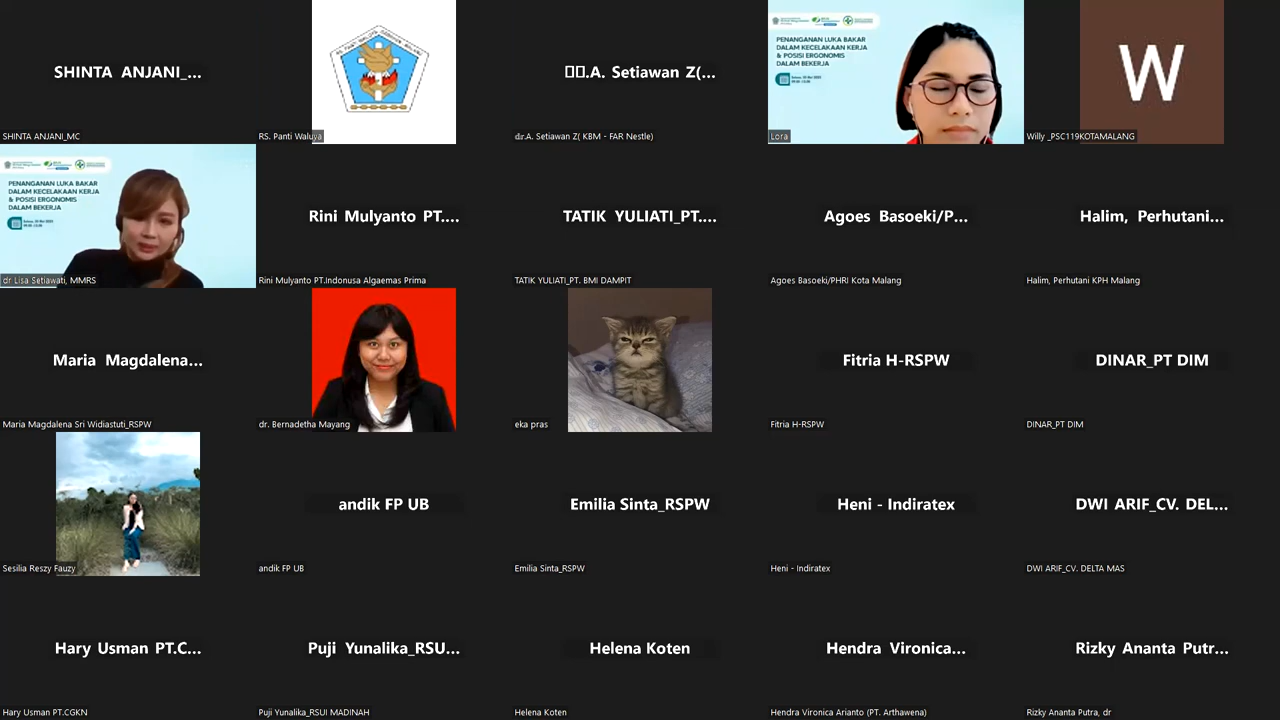 SHINTA ANJANI_...
SHINTA ANJANI_MC
RS. Panti Waluya
.A. Setiawan Z(...
dr.A. Setiawan Z( KBM - FAR Nestle)
PENANGANAN LUKA BAKAR
DALAM KECELAKAAN KERJA
& POSISI ERGONOMIS
DALAM BEKERJA
Lora
W
Willy _PSC119KOTAMALANG
PENANGANAN LUKA BAKAR
DALAM KECELAKAAN KERJA
& POSISI ERGONOMIS
DALAM BEKERJA
dr Lisa Setiawati, MMRS
Rini Mulyanto PT....
Rini Mulyanto PT.Indonusa Algaemas Prima
TATIK YULIATI_PT....
TATIK YULIATI_PT. BMI DAMPIT
Agoes Basoeki/P...
Agoes Basoeki/PHRI Kota Malang
Halim, Perhutani...
Halim, Perhutani KPH Malang
Maria Magdalena...
Maria Magdalena Sri Widiastuti_RSPW
dr. Bernadetha Mayang
eka pras
Fitria H-RSPW
Fitria H-RSPW
DINAR_PT DIM
DINAR_PT DIM
Sesilia Reszy Fauzy
andik FP UB
andik FP UB
Emilia Sinta_RSPW
Emilia Sinta_RSPW
Heni - Indiratex
Heni - Indiratex
DWI ARIF_CV. DEL...
DWI ARIF_CV. DELTA MAS
Hary Usman PT.C...
Hary Usman PT.CGKN
Puji Yunalika_RSU...
Puji Yunalika_RSUI MADINAH
Helena Koten
Helena Koten
Hendra Vironica...
Hendra Vironica Arianto (PT. Arthawena)
Rizky Ananta Putr...
Rizky Ananta Putra, dr